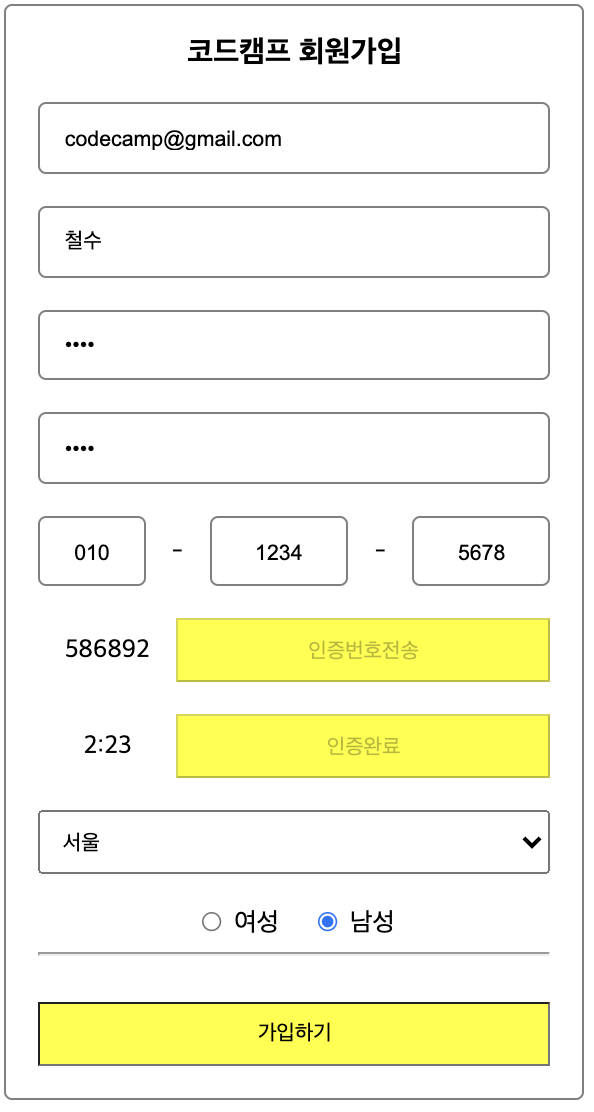 코드캠프 회원가입
codecamp@gmail.com
철수
••••
••••
010 - 1234 - 5678
586892 인증번호전송
2:23 인증완료
서울
여성 남성
가입하기